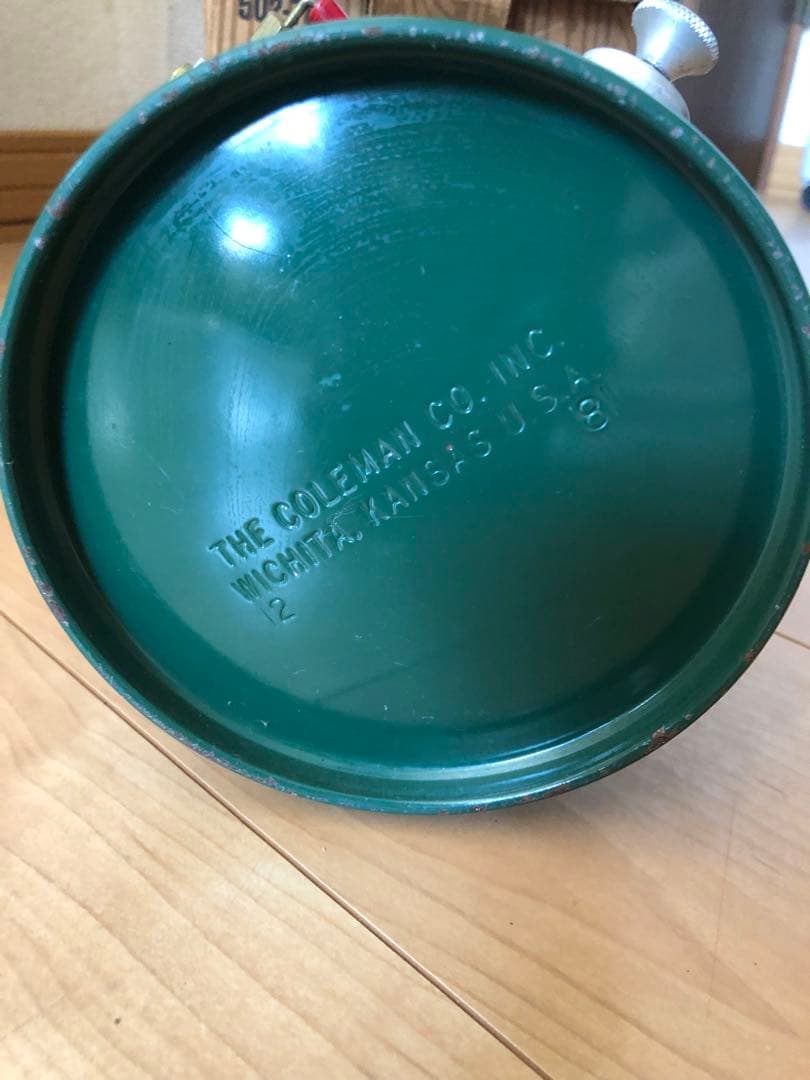 THE COLEMAN CO. INC.
WICHITA, KANSAS U.S.A.
12 81